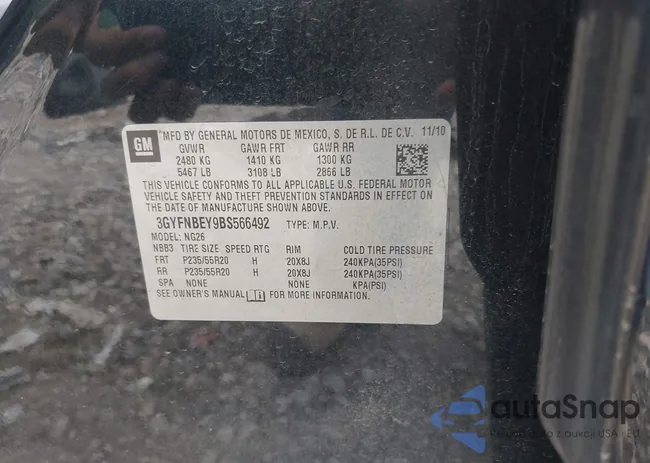 GM
MFD BY GENERAL MOTORS DE MEXICO, S. DE R.L. DE C.V. 11/10
GVWR GAWR FRT GAWR RR
2480 KG 1410 KG 1300 KG
5467 LB 3108 LB 2866 LB
THIS VEHICLE CONFORMS TO ALL APPLICABLE U.S. FEDERAL MOTOR
VEHICLE SAFETY AND THEFT PREVENTION STANDARDS IN EFFECT ON
THE DATE OF MANUFACTURE SHOWN ABOVE.
3GYFNBEY9BS566492 TYPE: M.P.V.
MODEL: NG26
NBB3 TIRE SIZE SPEED RTG RIM COLD TIRE PRESSURE
FRT P235/55R20 H 20X8J 240KPA(35PSI)
RR P235/55R20 H 20X8J 240KPA(35PSI)
SPA NONE NONE KPA(PSI)
SEE OWNER'S MANUAL FOR MORE INFORMATION.
autoSnap
auto z aukcji USA - EU